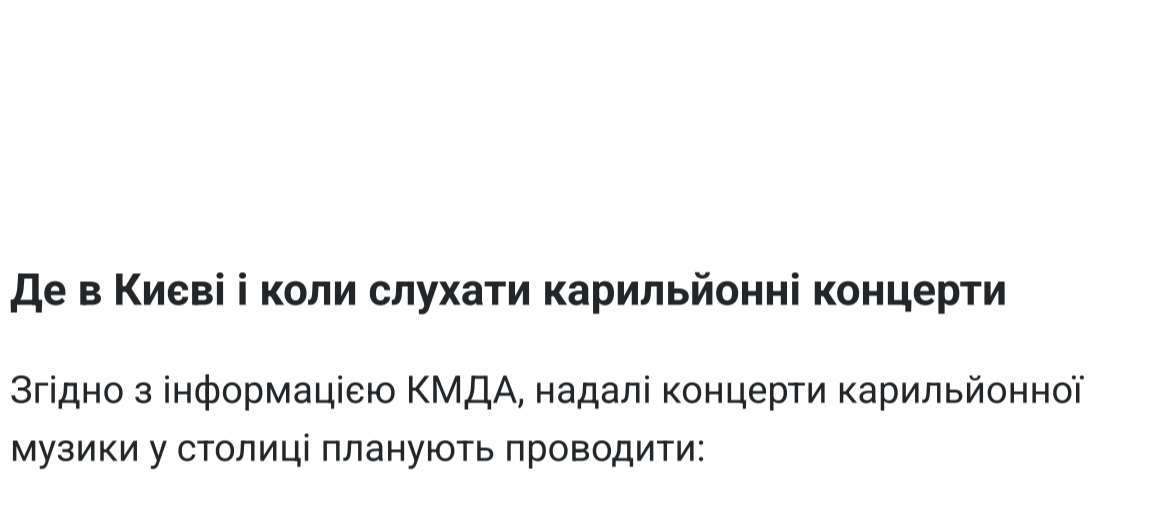 Де в Києві і коли слухати карильйонні концерти
Згідно з інформацією КМДА, надалі концерти карильйонної
музики у столиці планують проводити: